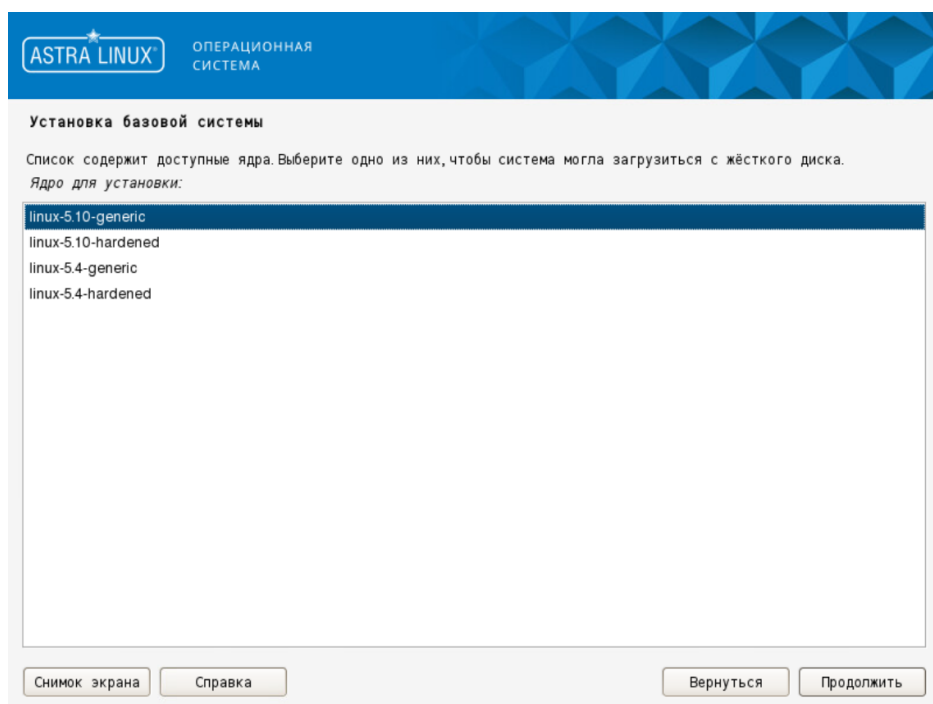 ASTRA LINUX®
ОПЕРАЦИОННАЯ
СИСТЕМА
Установка базовой системы
Список содержит доступные ядра. Выберите одно из них, чтобы система могла загрузиться с жёсткого диска.
Ядро для установки:
linux-5.10-generic
linux-5.10-hardened
linux-5.4-generic
linux-5.4-hardened
Снимок экрана
Справка
Вернуться
Продолжить